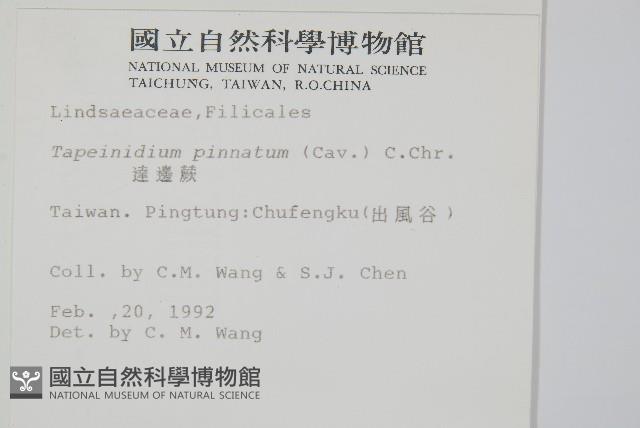 國立自然科學博物館
NATIONAL MUSEUM OF NATURAL SCIENCE
TAICHUNG, TAIWAN, R.O.CHINA
Lindsaeaceae,Filicales
Tapeinidium pinnatum (Cav.) C.Chr.
達邊蕨
Taiwan. Pingtung:Chufengku(出風谷)
Coll. by C.M. Wang & S.J. Chen
Feb. ,20, 1992
Det. by C. M. Wang
國立自然科學博物館
NATIONAL MUSEUM OF NATURAL SCIENCE